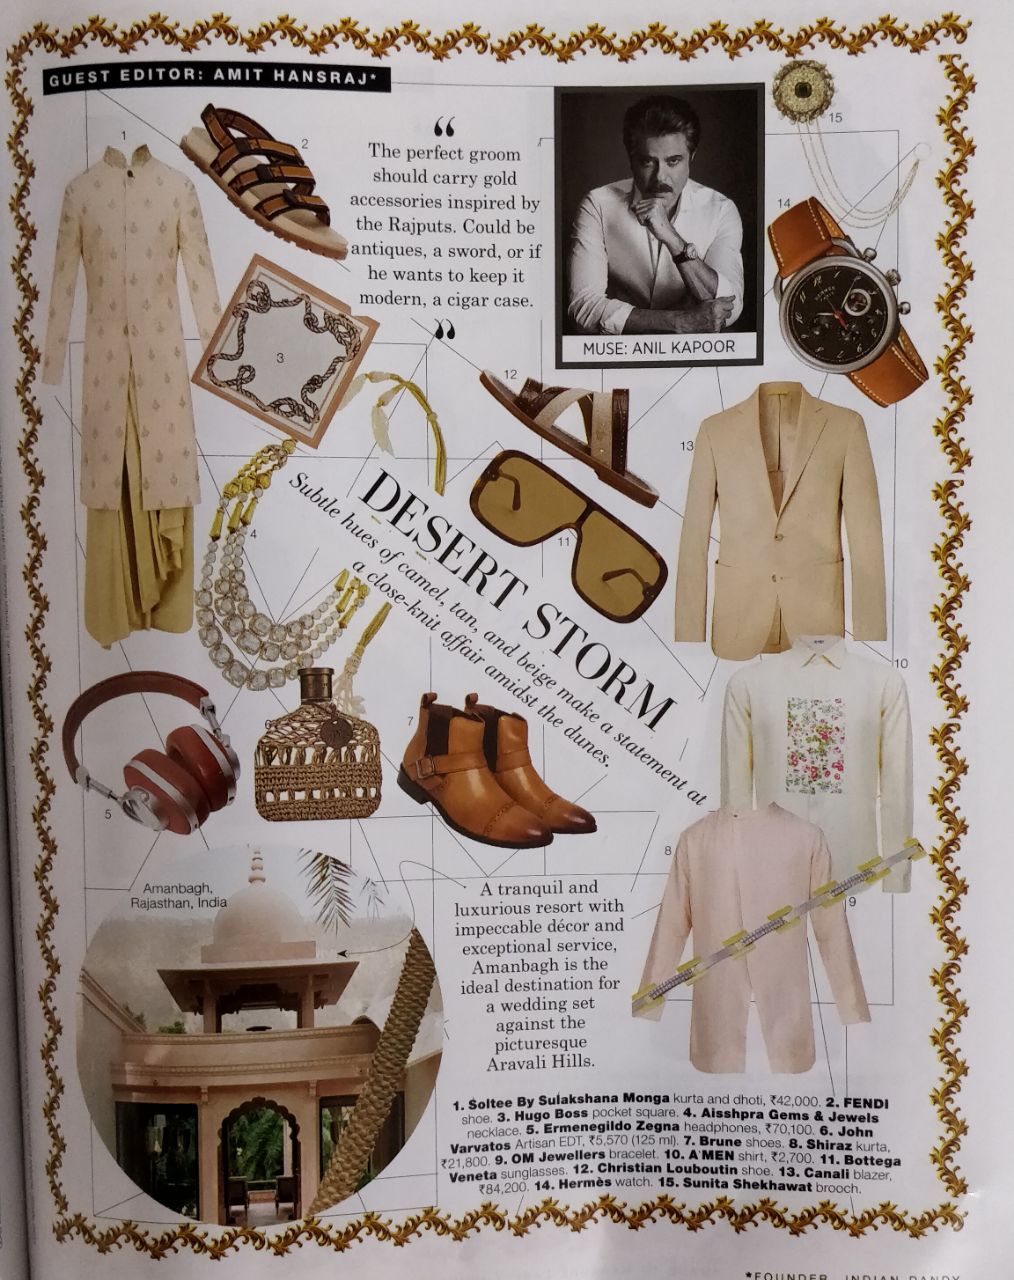 GUEST EDITOR: AMIT HANSRAJ*
1
2
“
The perfect groom
should carry gold
accessories inspired by
the Rajputs. Could be
antiques, a sword, or if
he wants to keep it
modern, a cigar case.
”
MUSE: ANIL KAPOOR
15
14
3
12
13
4
11
DESERT STORM
Subtle hues of camel, tan, and beige make a statement at
a close-knit affair amidst the dunes.
10
7
5
8
9
Amanbagh,
Rajasthan, India
A tranquil and
luxurious resort with
impeccable décor and
exceptional service,
Amanbagh is the
ideal destination for
a wedding set
against the
picturesque
Aravali Hills.
1. Soltee By Sulakshana Monga kurta and dhoti, ₹42,000. 2. FENDI
shoe. 3. Hugo Boss pocket square. 4. Aisshpra Gems & Jewels
necklace. 5. Ermenegildo Zegna headphones, ₹70,100. 6. John
Varvatos Artisan EDT, ₹5,570 (125 ml). 7. Brune shoes. 8. Shiraz kurta,
₹21,800. 9. OM Jewellers bracelet. 10. A'MEN shirt, ₹2,700. 11. Bottega
Veneta sunglasses. 12. Christian Louboutin shoe. 13. Canali blazer,
₹84,200. 14. Hermès watch. 15. Sunita Shekhawat brooch.
*FOUNDER, INDIAN DANDY